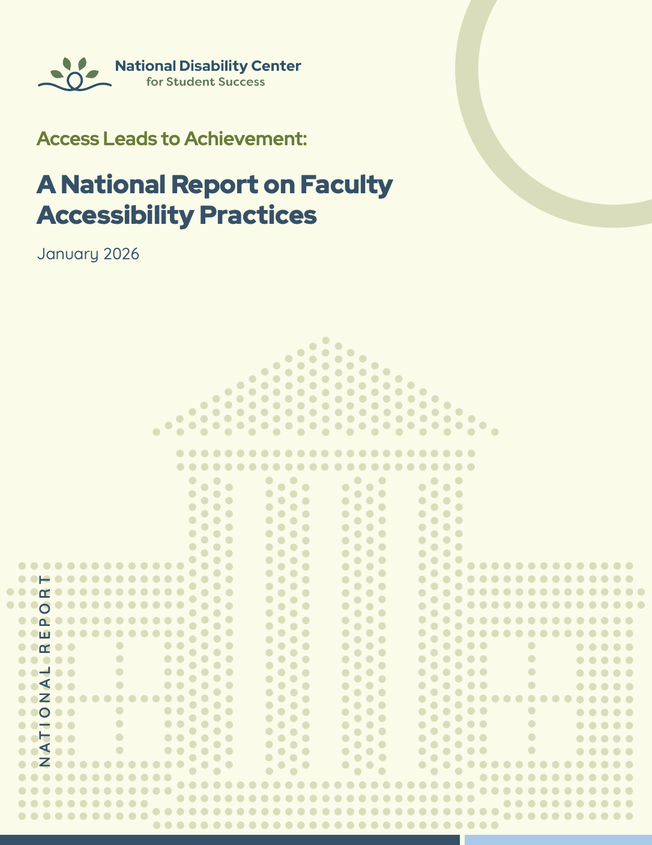 National Disability Center
for Student Success
Access Leads to Achievement:
A National Report on Faculty
Accessibility Practices
January 2026
NATIONAL REPORT